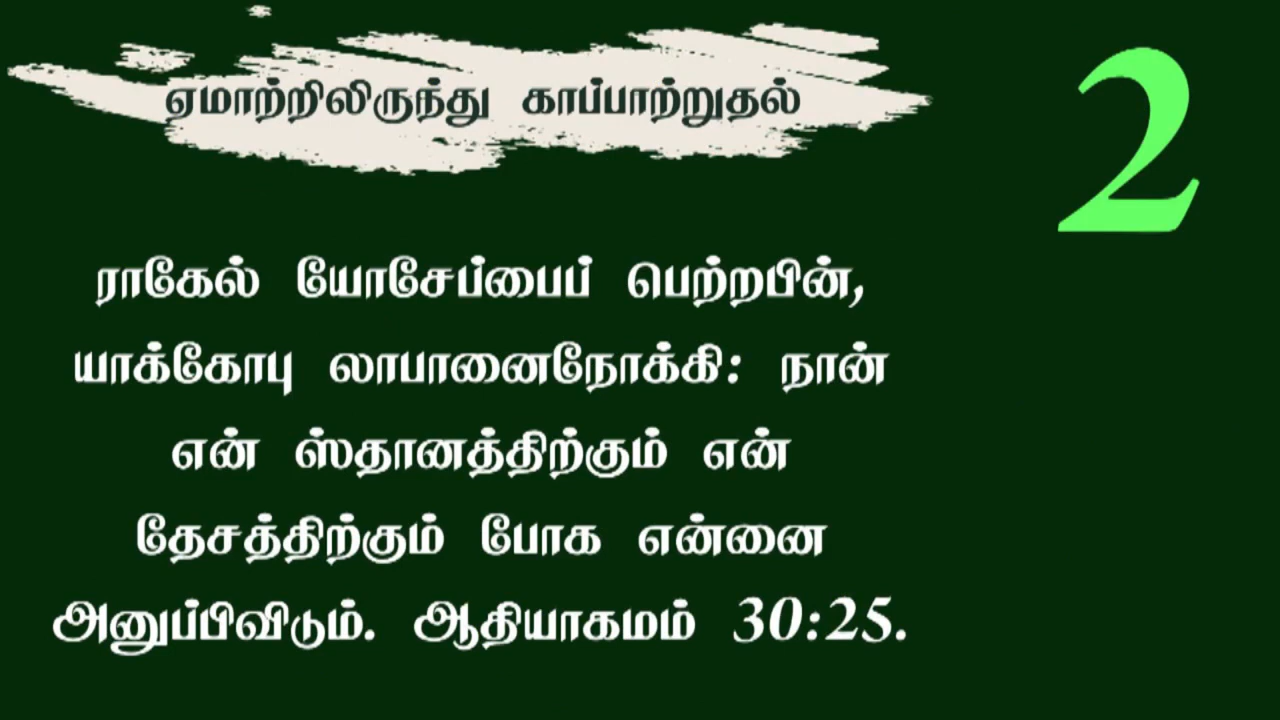 ஏமாற்றிலிருந்து காப்பாற்றுதல்
2
ராகேல் யோசேப்பைப் பெற்றபின்,
யாக்கோபு லாபானைநோக்கி: நான்
என் ஸ்தானத்திற்கும் என்
தேசத்திற்கும் போக என்னை
அனுப்பிவிடும். ஆதியாகமம் 30:25.